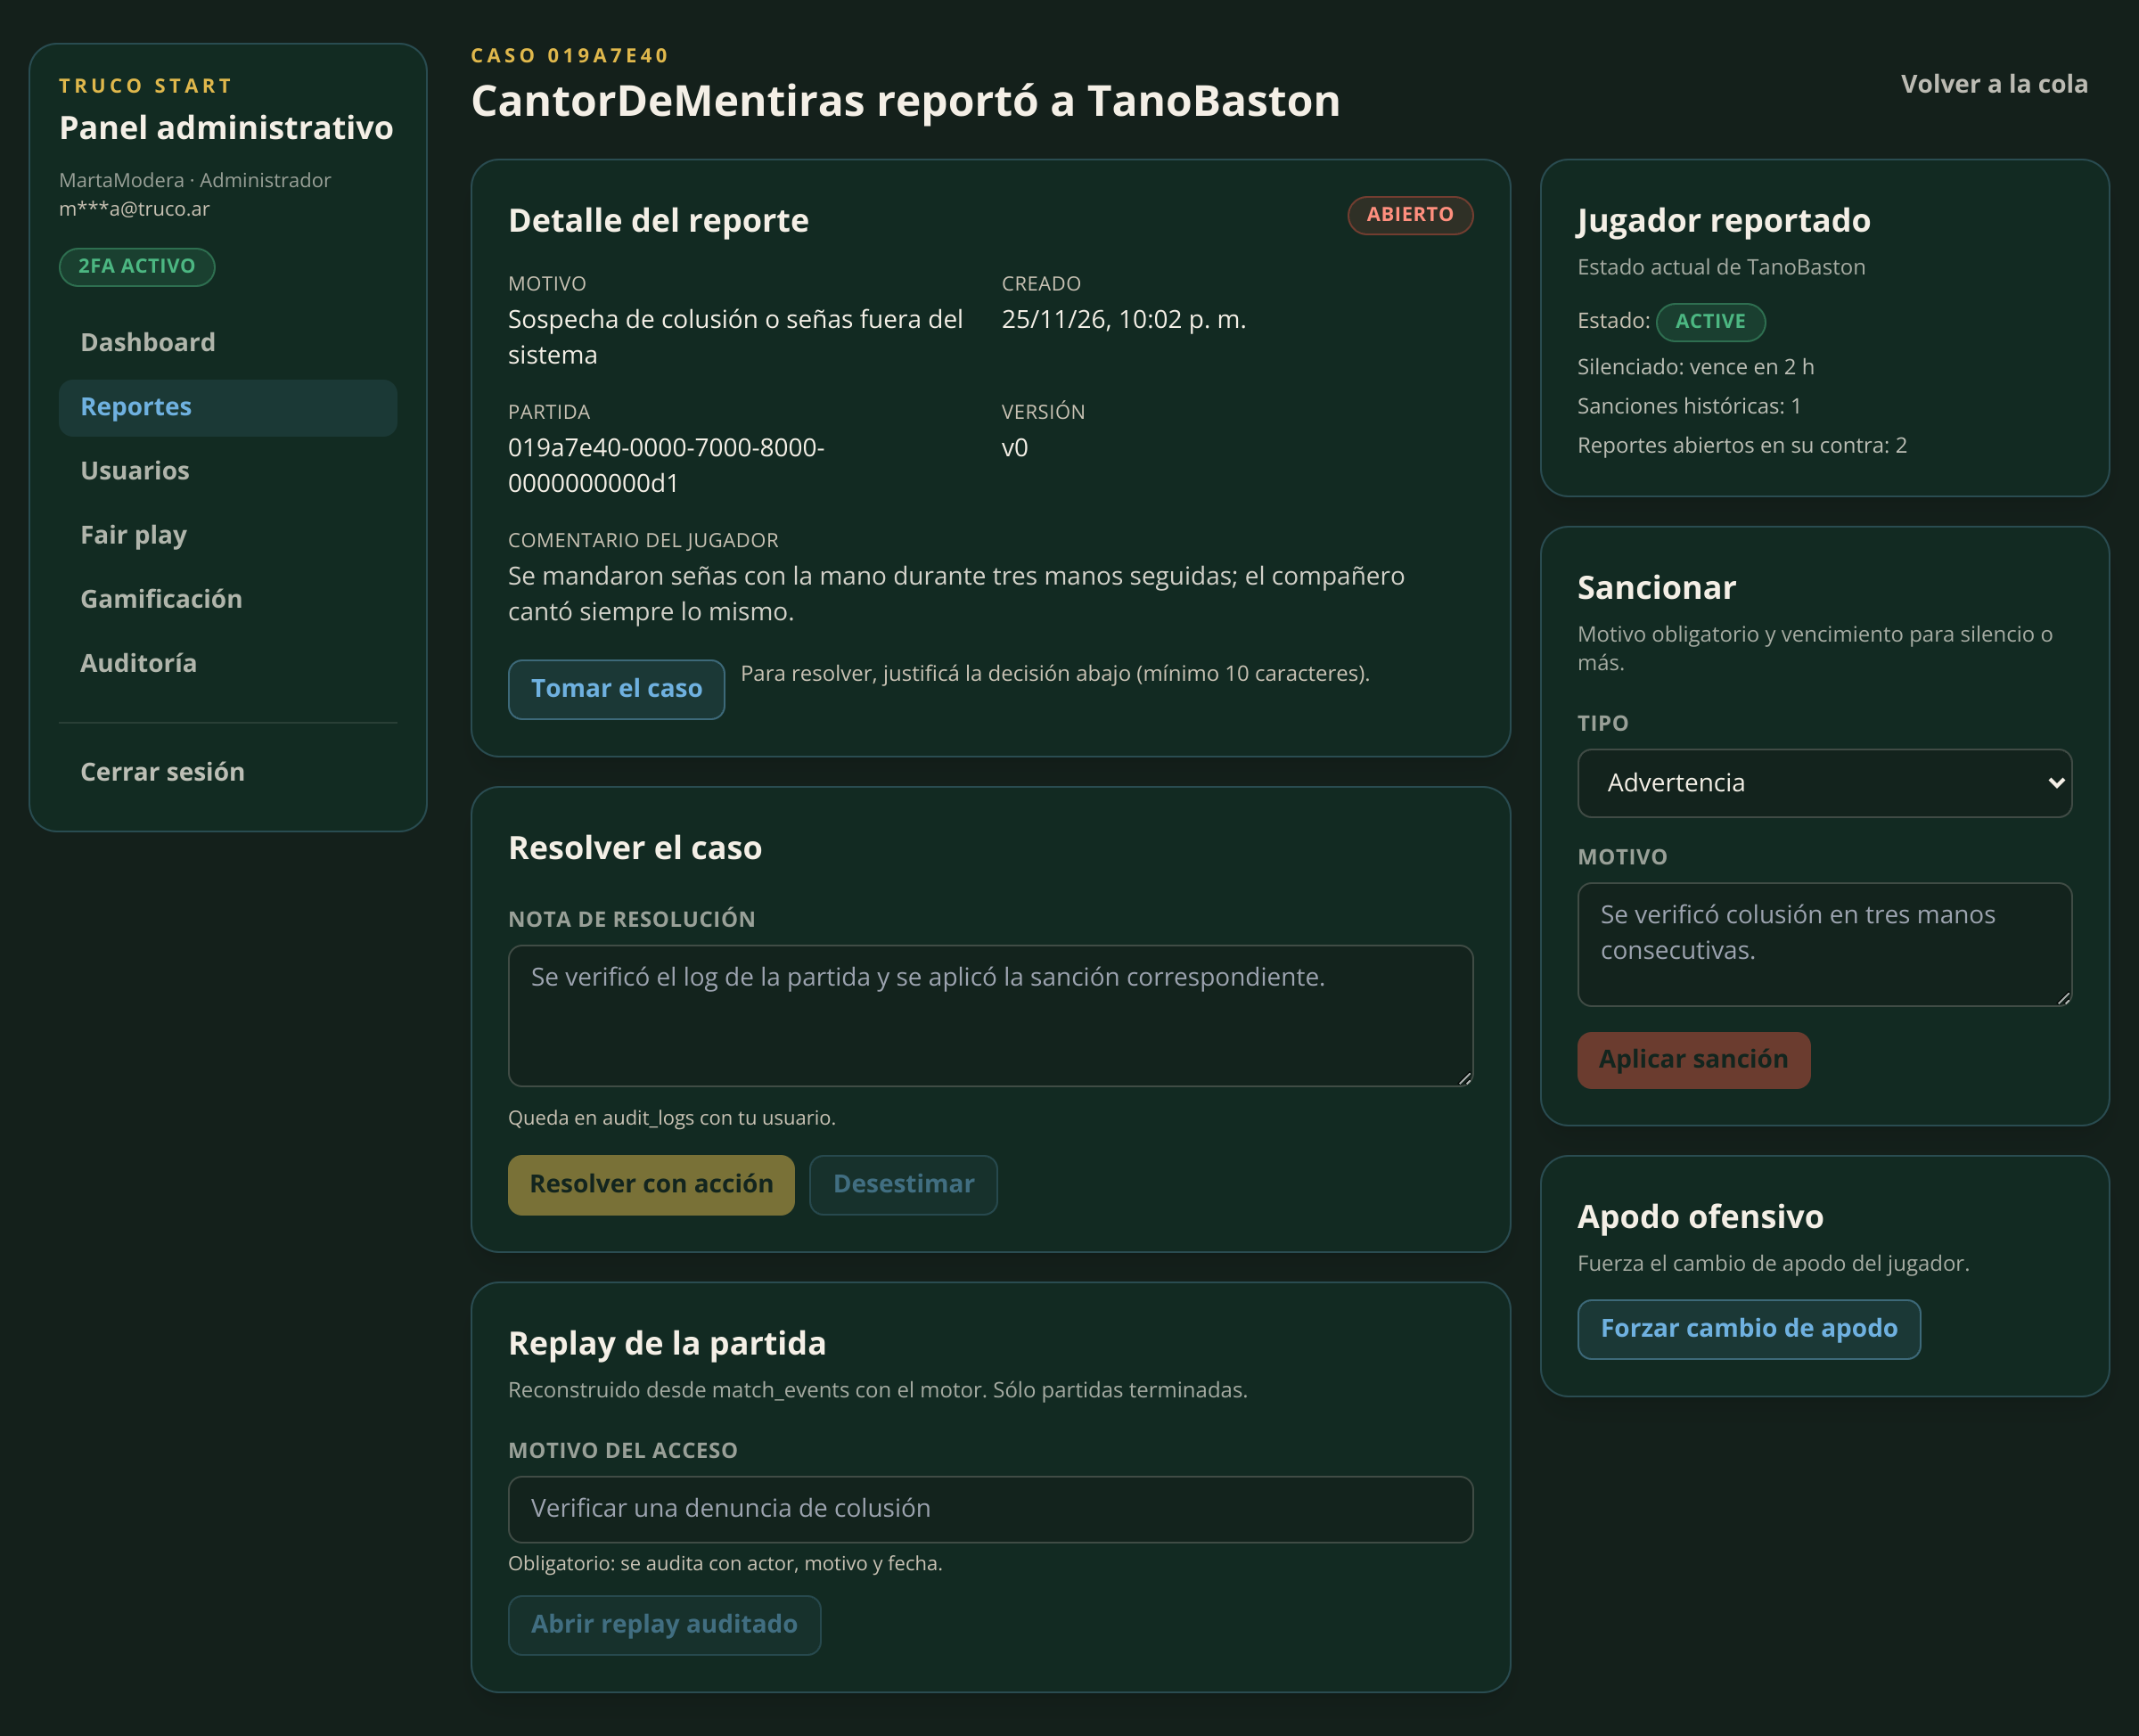 TRUCO START
Panel administrativo
MartaModera · Administrador
m***a@truco.ar
2FA ACTIVO
Dashboard
Reportes
Usuarios
Fair play
Gamificación
Auditoría
Cerrar sesión
CASO 019A7E40
CantorDeMentiras reportó a TanoBaston
Volver a la cola
Detalle del reporte
ABIERTO
MOTIVO
Sospecha de colusión o señas fuera del
sistema
CREADO
25/11/26, 10:02 p. m.
PARTIDA
019a7e40-0000-7000-8000-
0000000000d1
VERSIÓN
v0
COMENTARIO DEL JUGADOR
Se mandaron señas con la mano durante tres manos seguidas; el compañero
cantó siempre lo mismo.
Tomar el caso
Para resolver, justificá la decisión abajo (mínimo 10 caracteres).
Resolver el caso
NOTA DE RESOLUCIÓN
Se verificó el log de la partida y se aplicó la sanción correspondiente.
Queda en audit_logs con tu usuario.
Resolver con acción
Desestimar
Replay de la partida
Reconstruido desde match_events con el motor. Sólo partidas terminadas.
MOTIVO DEL ACCESO
Verificar una denuncia de colusión
Obligatorio: se audita con actor, motivo y fecha.
Abrir replay auditado
Jugador reportado
Estado actual de TanoBaston
Estado: ACTIVE
Silenciado: vence en 2 h
Sanciones históricas: 1
Reportes abiertos en su contra: 2
Sancionar
Motivo obligatorio y vencimiento para silencio o
más.
TIPO
Advertencia
MOTIVO
Se verificó colusión en tres manos
consecutivas.
Aplicar sanción
Apodo ofensivo
Fuerza el cambio de apodo del jugador.
Forzar cambio de apodo